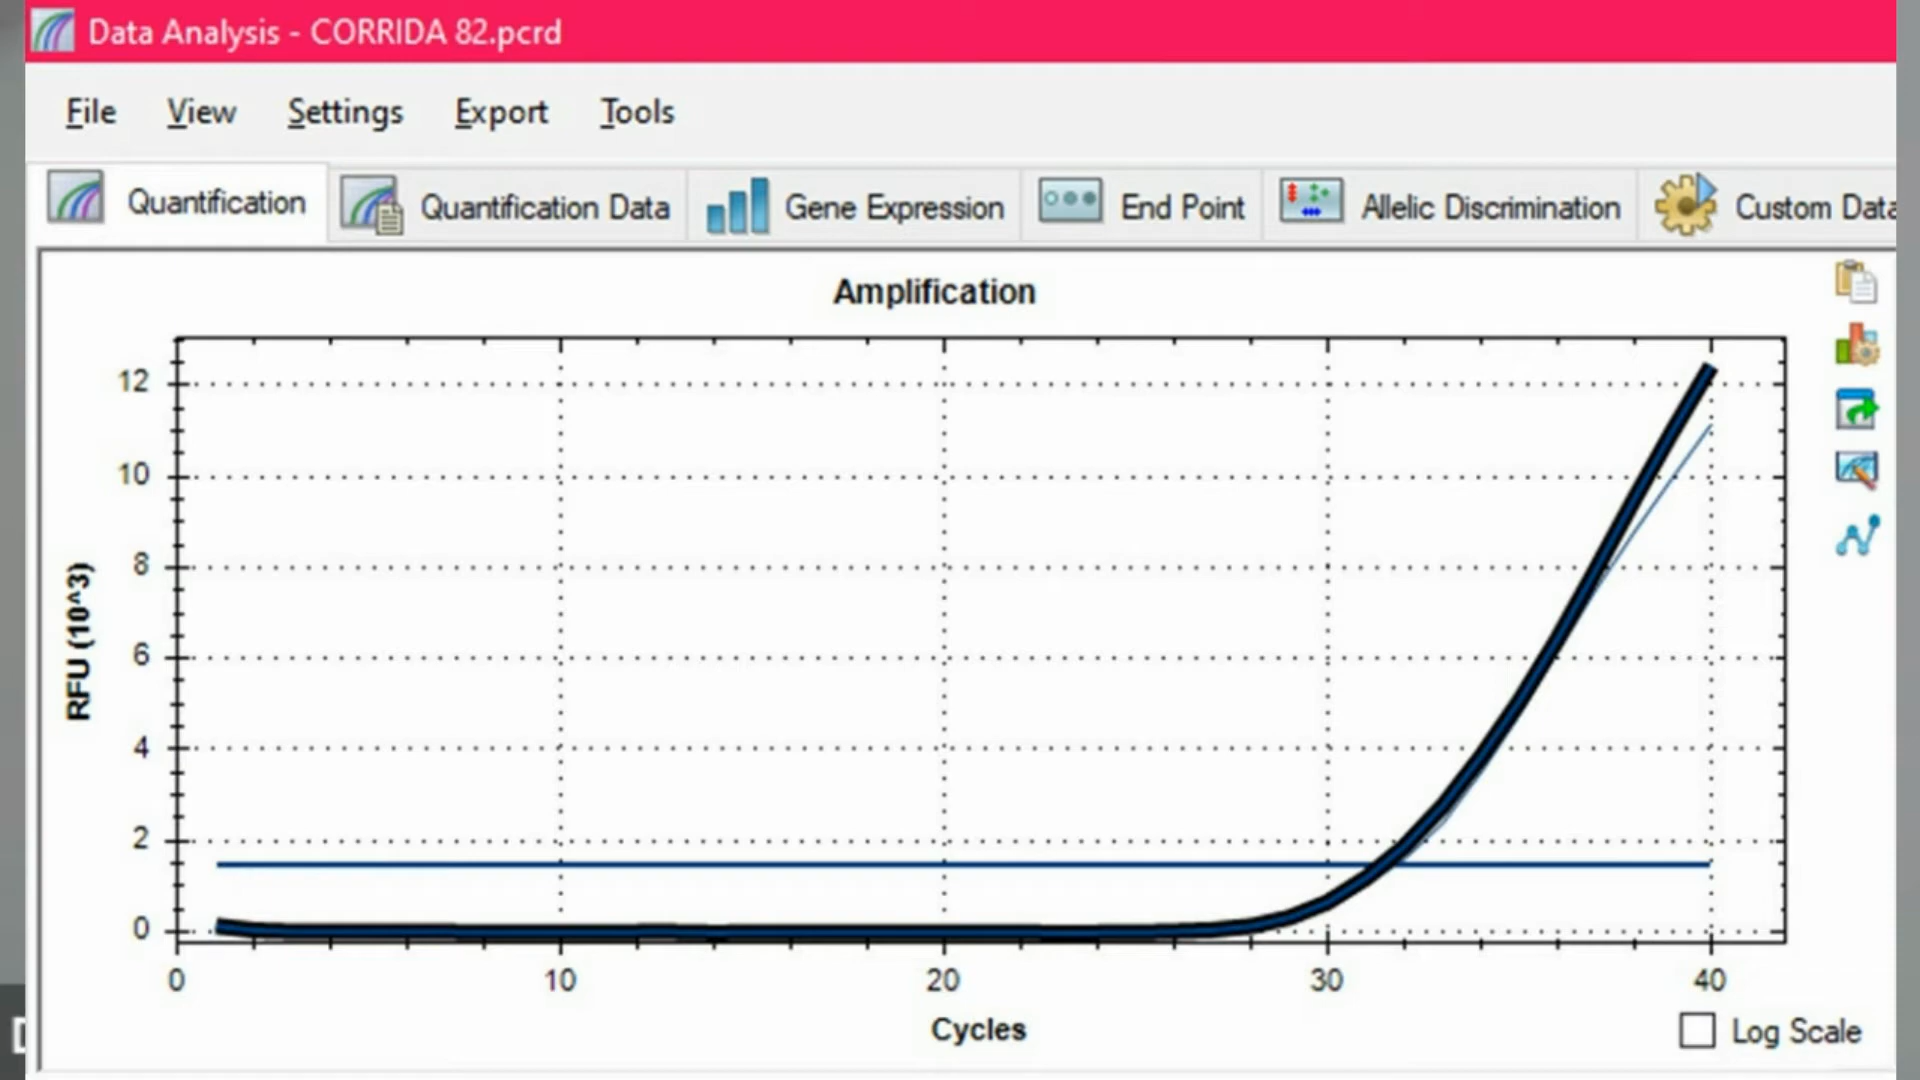 Data Analysis - CORRIDA 82.pcrd
File View Settings Export Tools
Quantification Quantification Data Gene Expression End Point Allelic Discrimination Custom Data
Amplification
12
10
8
6
4
2
0
RFU (10^3)
0 10 20 30 40
Cycles
Log Scale